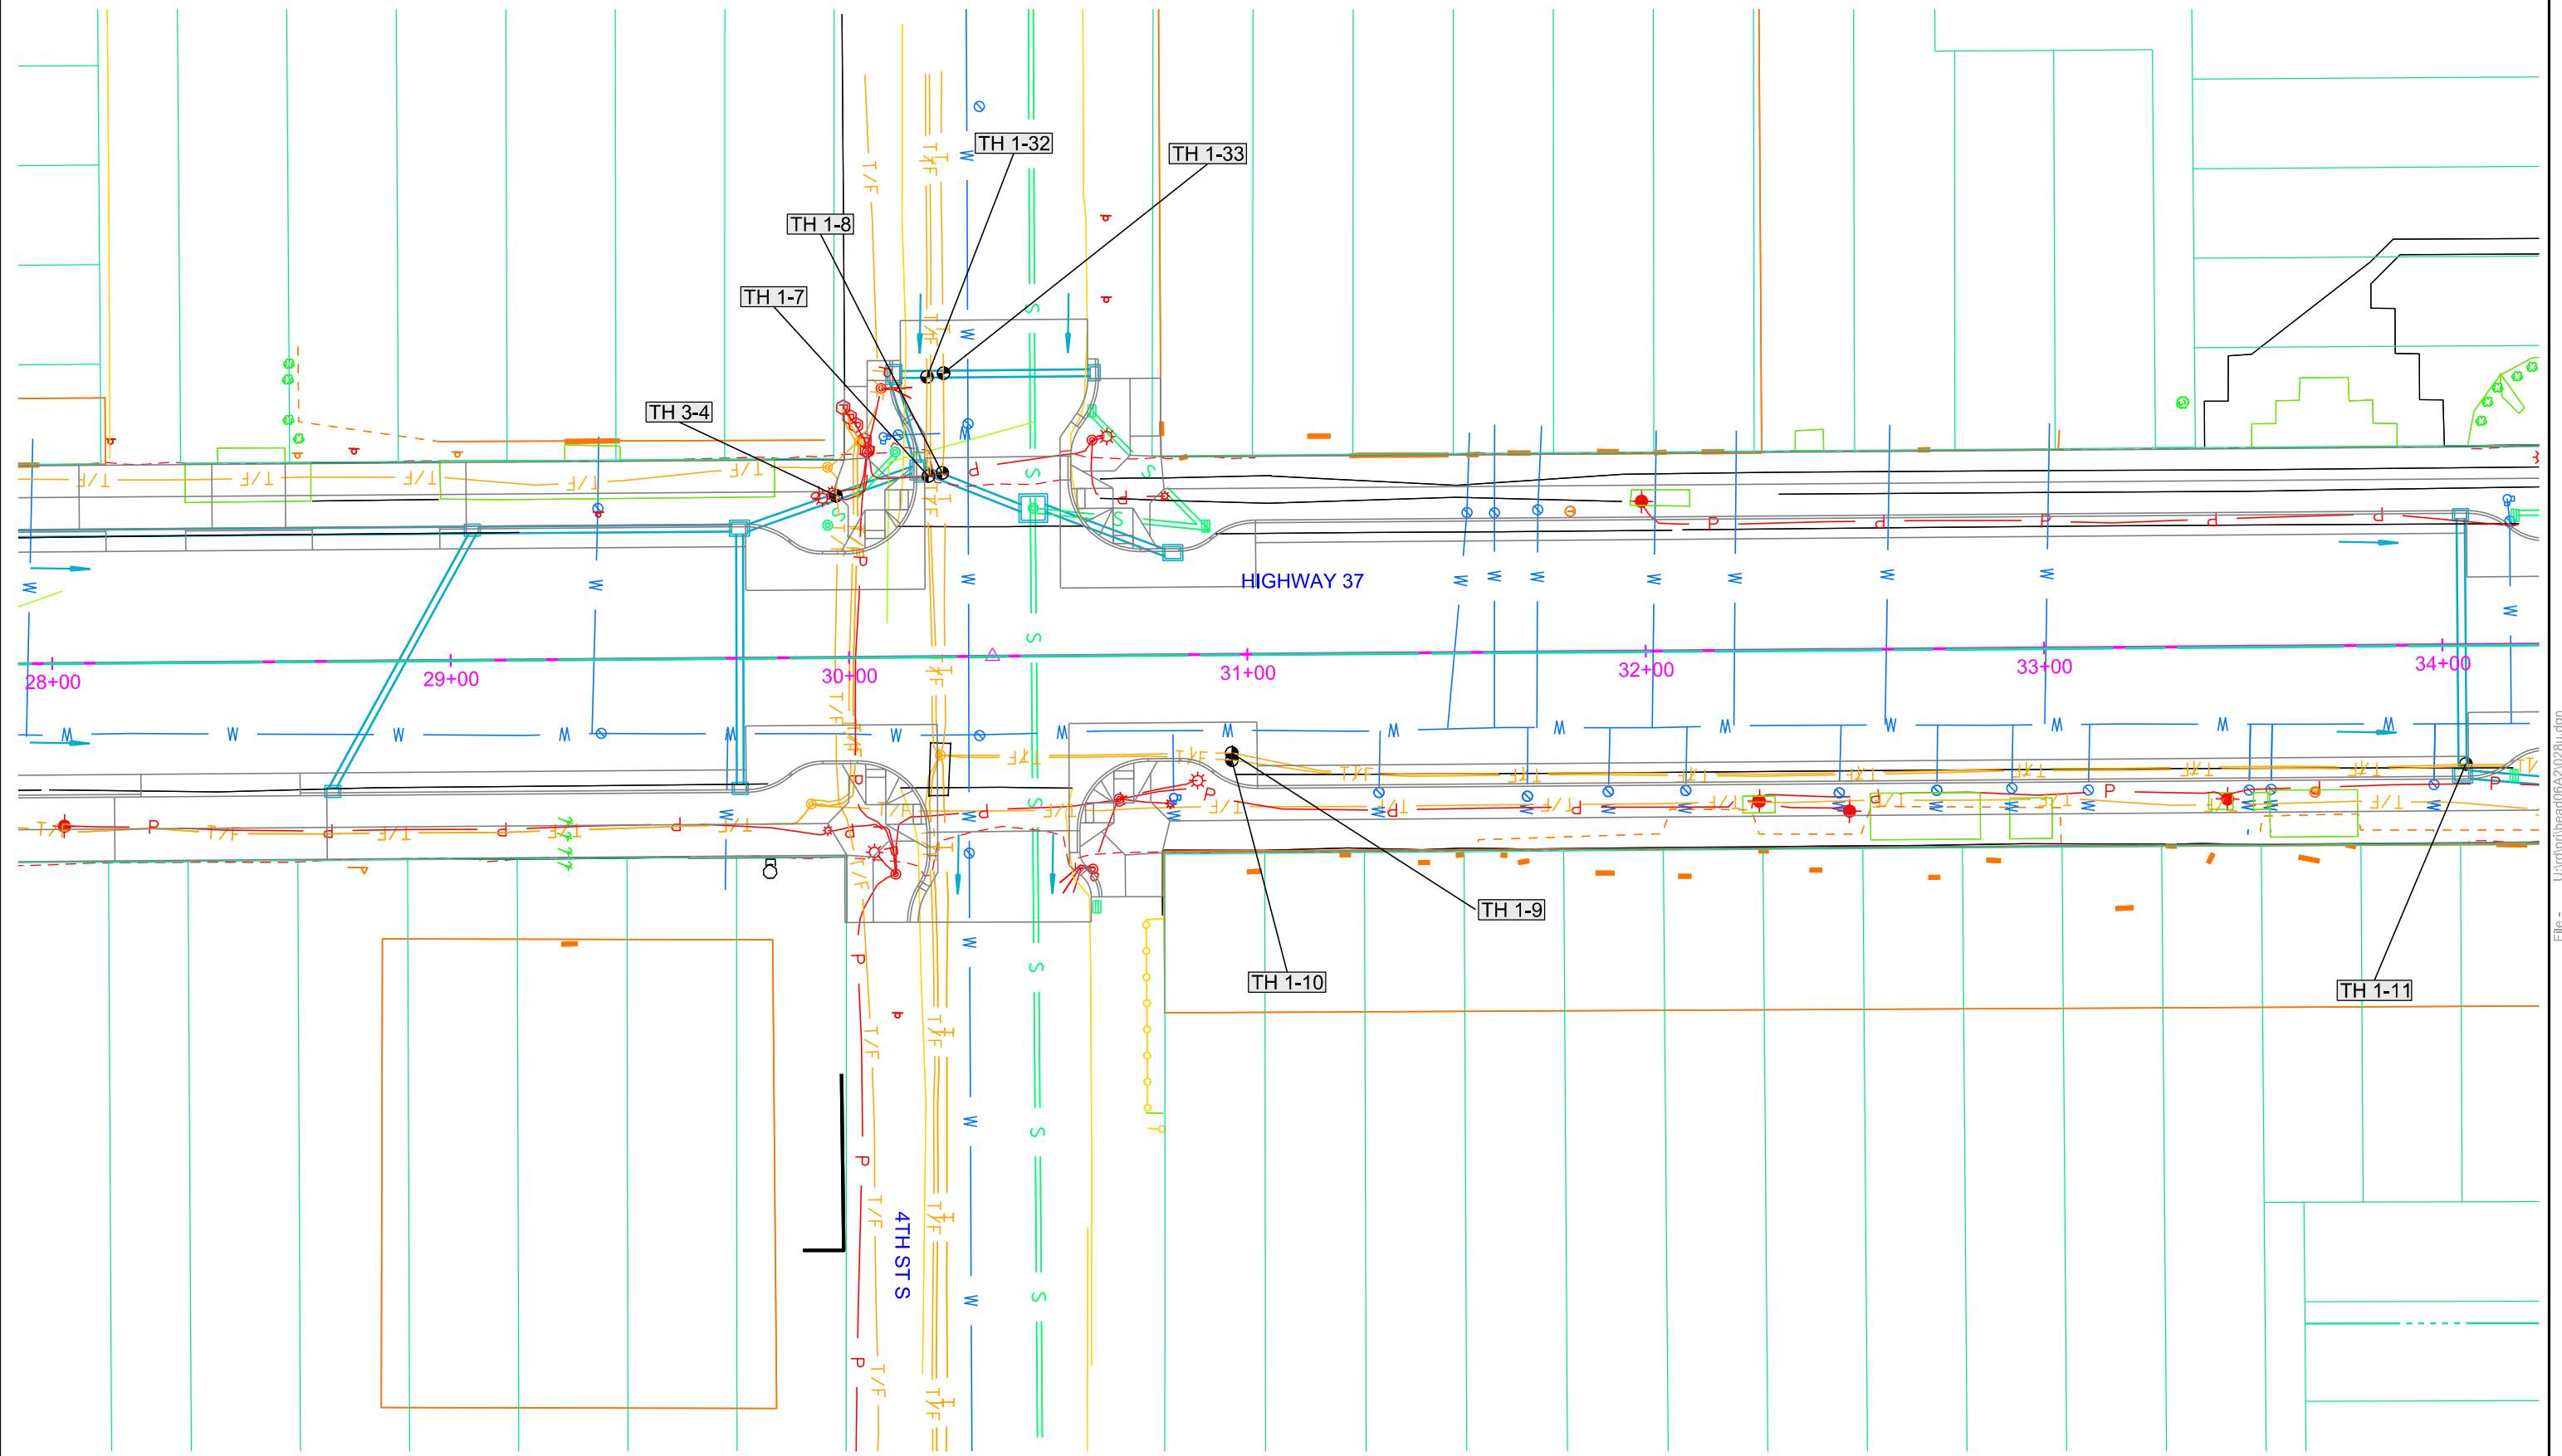 TH 1-32
TH 1-33
TH 1-8
TH 1-7
TH 3-4
HIGHWAY 37
28+00
29+00
30+00
31+00
32+00
33+00
34+00
TH 1-9
TH 1-10
TH 1-11
4TH ST S
T/F T/F T/F T/F T/F
W W W W W W W W W W W W W W W
P P P P P P
S S S S S S